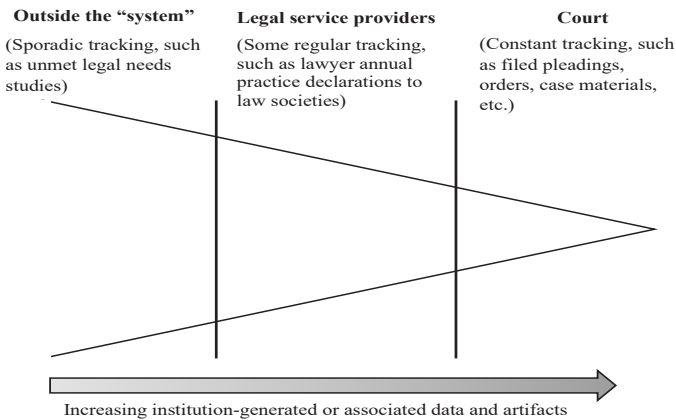 Outside the “system”
(Sporadic tracking, such
as unmet legal needs
studies)
Legal service providers
(Some regular tracking,
such as lawyer annual
practice declarations to
law societies)
Court
(Constant tracking, such
as filed pleadings,
orders, case materials,
etc.)
Increasing institution-generated or associated data and artifacts